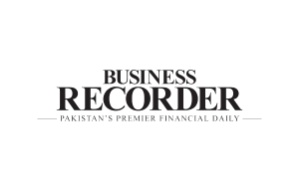 BUSINESS
RECORDER
PAKISTAN'S PREMIER FINANCIAL DAILY